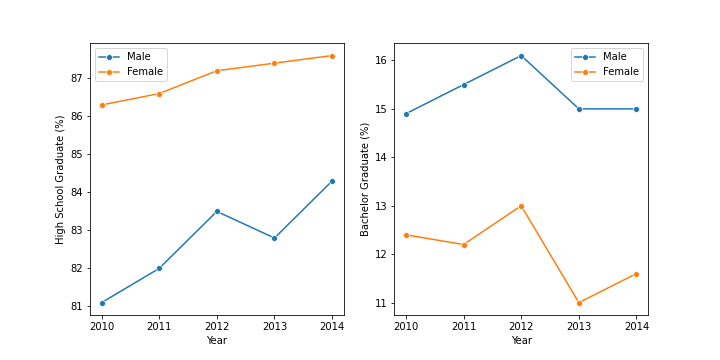 Male
Female
High School Graduate (%)
87
86
85
84
83
82
81
2010 2011 2012 2013 2014
Year
Male
Female
Bachelor Graduate (%)
16
15
14
13
12
11
2010 2011 2012 2013 2014
Year